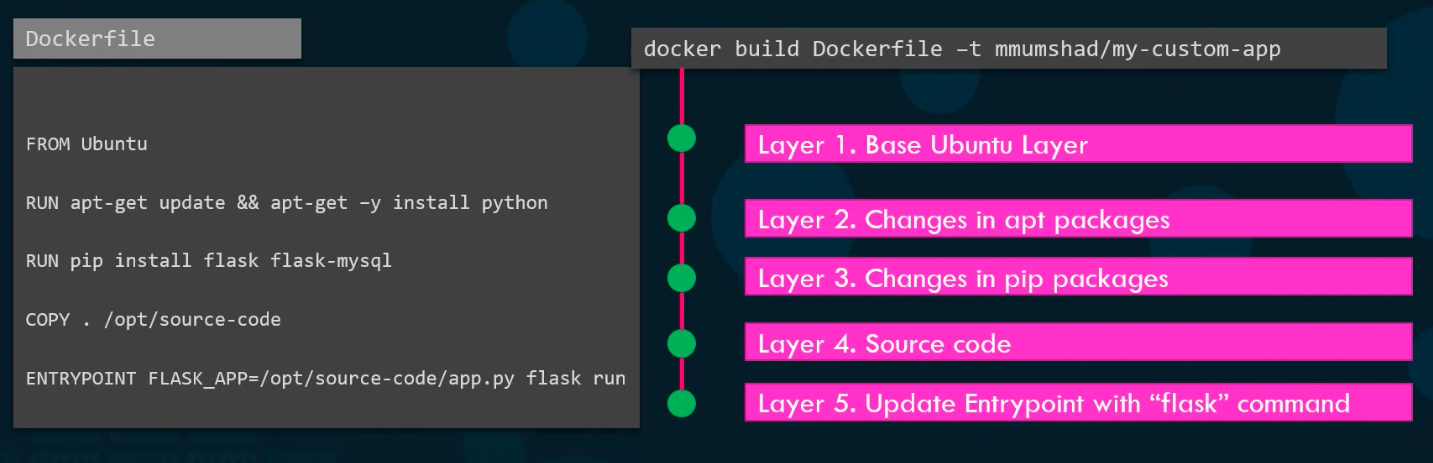 Dockerfile
docker build Dockerfile –t mmumshad/my-custom-app
FROM Ubuntu
RUN apt-get update && apt-get –y install python
RUN pip install flask flask-mysql
COPY . /opt/source-code
ENTRYPOINT FLASK_APP=/opt/source-code/app.py flask run
Layer 1. Base Ubuntu Layer
Layer 2. Changes in apt packages
Layer 3. Changes in pip packages
Layer 4. Source code
Layer 5. Update Entrypoint with “flask” command